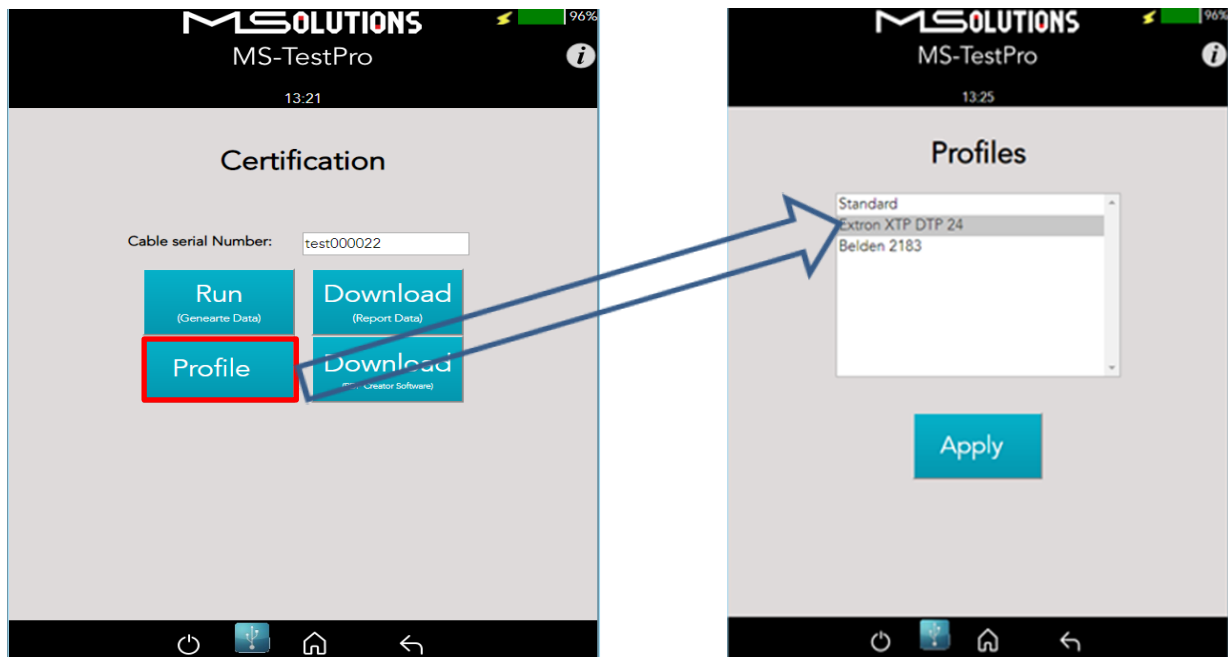 MSOLUTIONS
96%
MS-TestPro
i
13:21
Certification
Cable serial Number:
test000022
Run
(Genearte Data)
Download
(Report Data)
Profile
Download
Creator Software)
MSOLUTIONS
96%
MS-TestPro
i
13:25
Profiles
Standard
Extron XTP DTP 24
Belden 2183
Apply